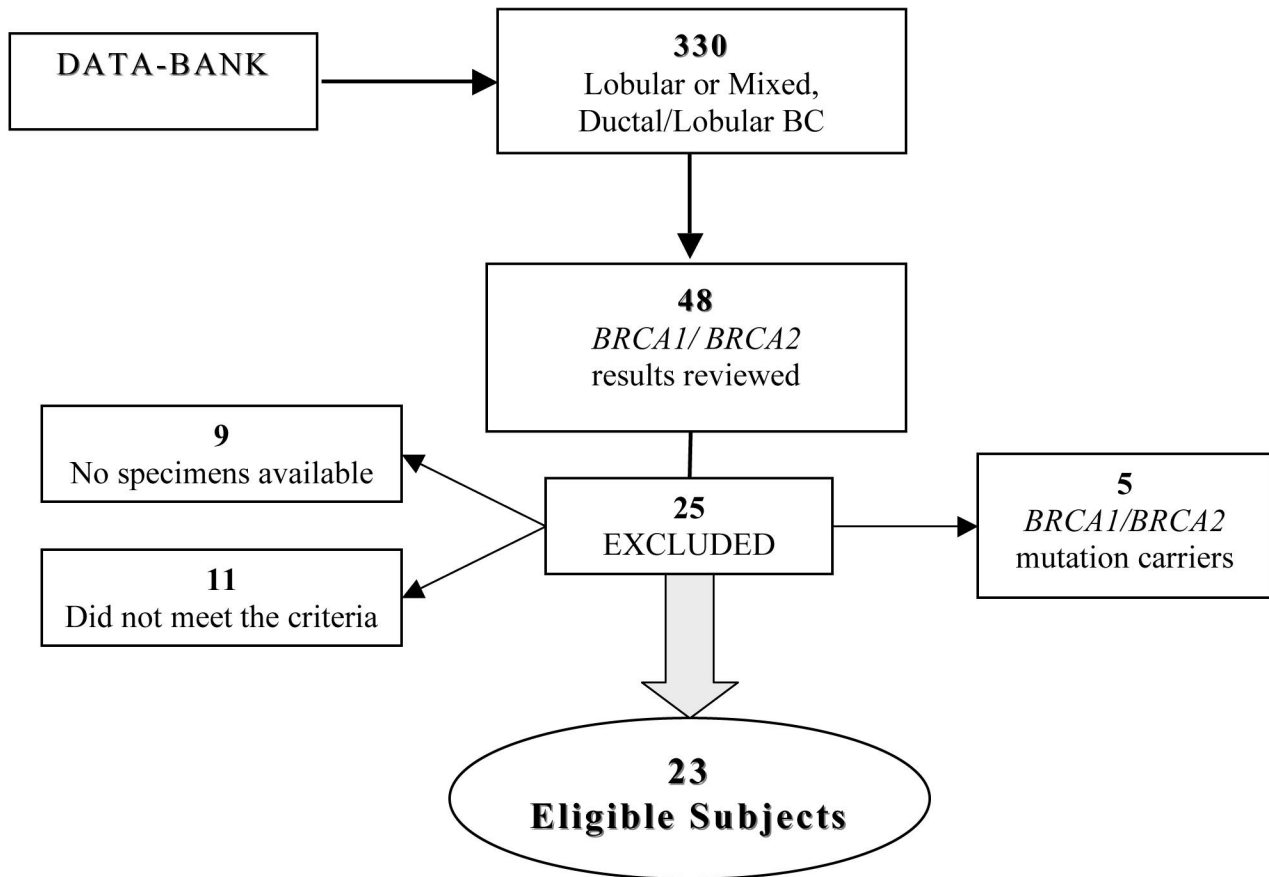 DATA-BANK
330
Lobular or Mixed,
Ductal/Lobular BC
48
BRCA1/ BRCA2
results reviewed
9
No specimens available
25
EXCLUDED
5
BRCA1/BRCA2
mutation carriers
11
Did not meet the criteria
23
Eligible Subjects